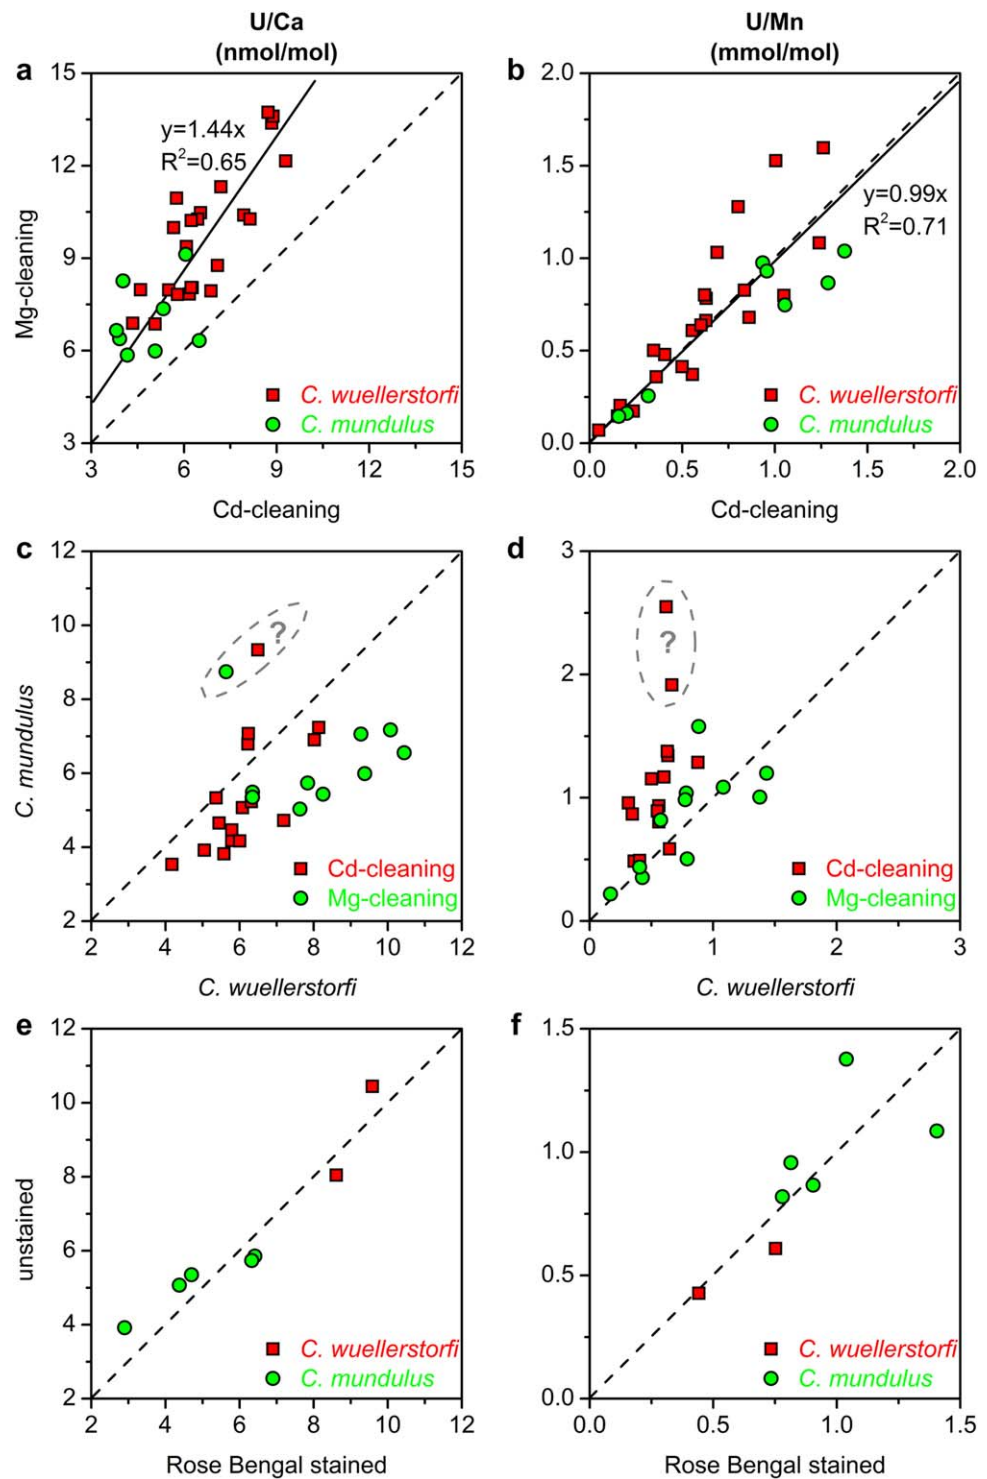 U/Ca
(nmol/mol)
U/Mn
(mmol/mol)
a
15
12
9
6
3
Mg-cleaning
y=1.44x
R²=0.65
C. wuellerstorfi
C. mundulus
3 6 9 12 15
Cd-cleaning
b
2.0
1.5
1.0
0.5
0.0
y=0.99x
R²=0.71
C. wuellerstorfi
C. mundulus
0.0 0.5 1.0 1.5 2.0
Cd-cleaning
c
12
10
8
6
4
2
C. mundulus
?
Cd-cleaning
Mg-cleaning
2 4 6 8 10 12
C. wuellerstorfi
d
3
2
1
0
?
Cd-cleaning
Mg-cleaning
0 1 2 3
C. wuellerstorfi
e
12
10
8
6
4
2
unstained
C. wuellerstorfi
C. mundulus
2 4 6 8 10 12
Rose Bengal stained
f
1.5
1.0
0.5
0.0
C. wuellerstorfi
C. mundulus
0.0 0.5 1.0 1.5
Rose Bengal stained